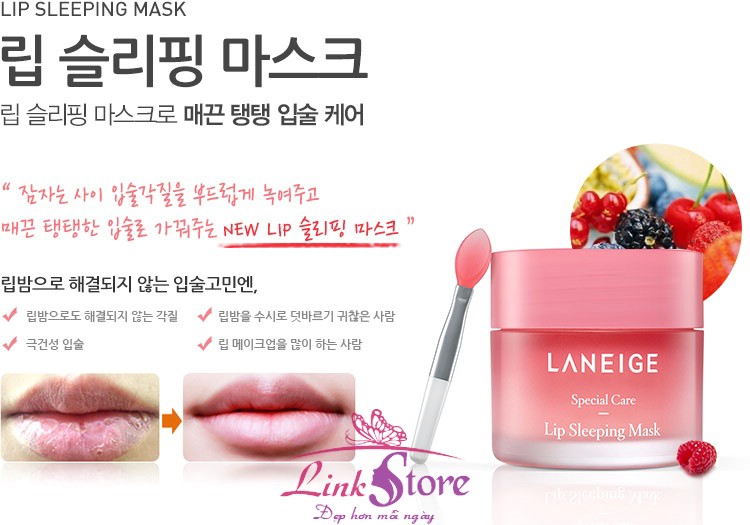 LIP SLEEPING MASK
립 슬리핑 마스크
립 슬리핑 마스크로 매끈 탱탱 입술 케어
“ 잠자는 사이 입술각질을 부드럽게 녹여주고
매끈 탱탱한 입술로 가꿔주는 NEW LIP 슬리핑 마스크 ”
립밤으로 해결되지 않는 입술고민엔,
립밤으로도 해결되지 않는 각질
립밤을 수시로 덧바르기 귀찮은 사람
극건성 입술
립 메이크업을 많이 하는 사람
LANEIGE
Special Care
Lip Sleeping Mask
Link Store
Đẹp hơn mỗi ngày